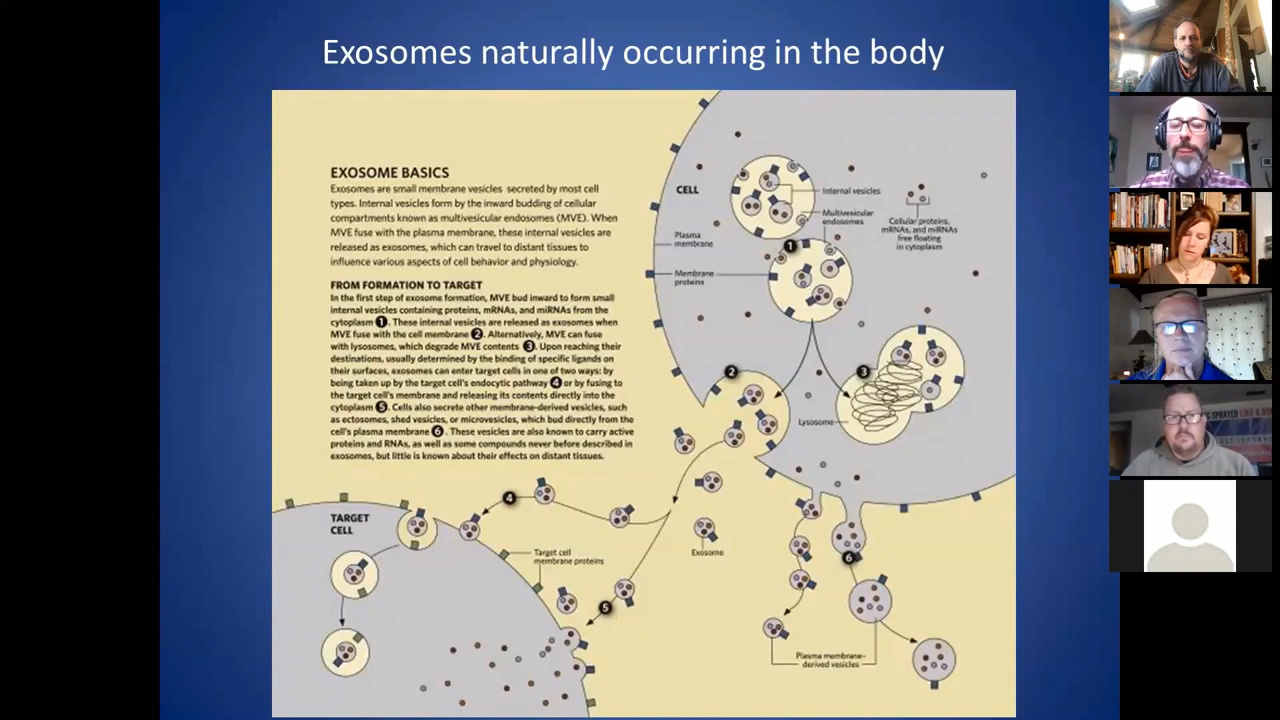 Exosomes naturally occurring in the body
EXOSOME BASICS
Exosomes are small membrane vesicles secreted by most cell
types. Internal vesicles form by the inward budding of cellular
compartments known as multivesicular endosomes (MVE). When
MVE fuse with the plasma membrane, these internal vesicles are
released as exosomes, which can travel to distant tissues to
influence various aspects of cell behavior and physiology.
FROM FORMATION TO TARGET
In the first step of exosome formation, MVE bud inward to form small
internal vesicles containing proteins, mRNAs, and miRNAs from the
cytoplasm 1. These internal vesicles are released as exosomes when
MVE fuse with the cell membrane 2. Alternatively, MVE can fuse
with lysosomes, which degrade MVE contents 3. Upon reaching their
destinations, usually determined by the binding of specific ligands on
their surfaces, exosomes can enter target cells in one of two ways: by
being taken up by the target cell's endocytic pathway 4 or by fusing to
the target cell's membrane and releasing its contents directly into the
cytoplasm 5. Cells also secrete other membrane-derived vesicles, such
as ectosomes, shed vesicles, or microvesicles, which bud directly from the
cell's plasma membrane 6. These vesicles are also known to carry active
proteins and RNAs, as well as some compounds never before described in
exosomes, but little is known about their effects on distant tissues.
CELL
Internal vesicles
Multivesicular
endosomes
Cellular proteins,
mRNAs, and miRNAs
free floating
in cytoplasm
Plasma
membrane
1
Membrane
proteins
2
3
Lysosome
4
TARGET
CELL
Target cell
membrane proteins
Exosome
5
6
Plasma membrane-
derived vesicles
SPRAYED LIKE A